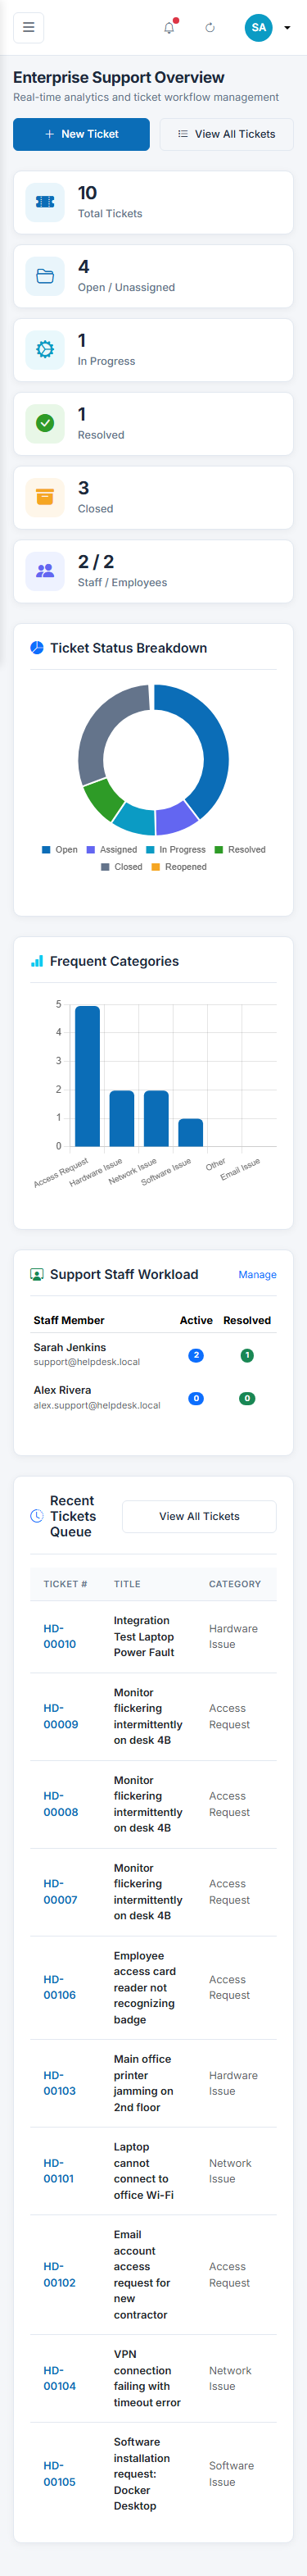 SA
Enterprise Support Overview
Real-time analytics and ticket workflow management
New Ticket
View All Tickets
10
Total Tickets
4
Open / Unassigned
1
In Progress
1
Resolved
3
Closed
2 / 2
Staff / Employees
Ticket Status Breakdown
Open Assigned In Progress Resolved
Closed Reopened
Frequent Categories
5
4
3
2
1
0
Access Request
Hardware Issue
Network Issue
Software Issue
Other
Email Issue
Support Staff Workload
Manage
Staff Member Active Resolved
Sarah Jenkins
support@helpdesk.local
2 1
Alex Rivera
alex.support@helpdesk.local
0 0
Recent
Tickets
Queue
View All Tickets
TICKET # TITLE CATEGORY
HD-
00010
Integration
Test Laptop
Power Fault
Hardware
Issue
HD-
00009
Monitor
flickering
intermittently
on desk 4B
Access
Request
HD-
00008
Monitor
flickering
intermittently
on desk 4B
Access
Request
HD-
00007
Monitor
flickering
intermittently
on desk 4B
Access
Request
HD-
00106
Employee
access card
reader not
recognizing
badge
Access
Request
HD-
00103
Main office
printer
jamming on
2nd floor
Hardware
Issue
HD-
00101
Laptop
cannot
connect to
office Wi-Fi
Network
Issue
HD-
00102
Email
account
access
request for
new
contractor
Access
Request
HD-
00104
VPN
connection
failing with
timeout error
Network
Issue
HD-
00105
Software
installation
request:
Docker
Desktop
Software
Issue